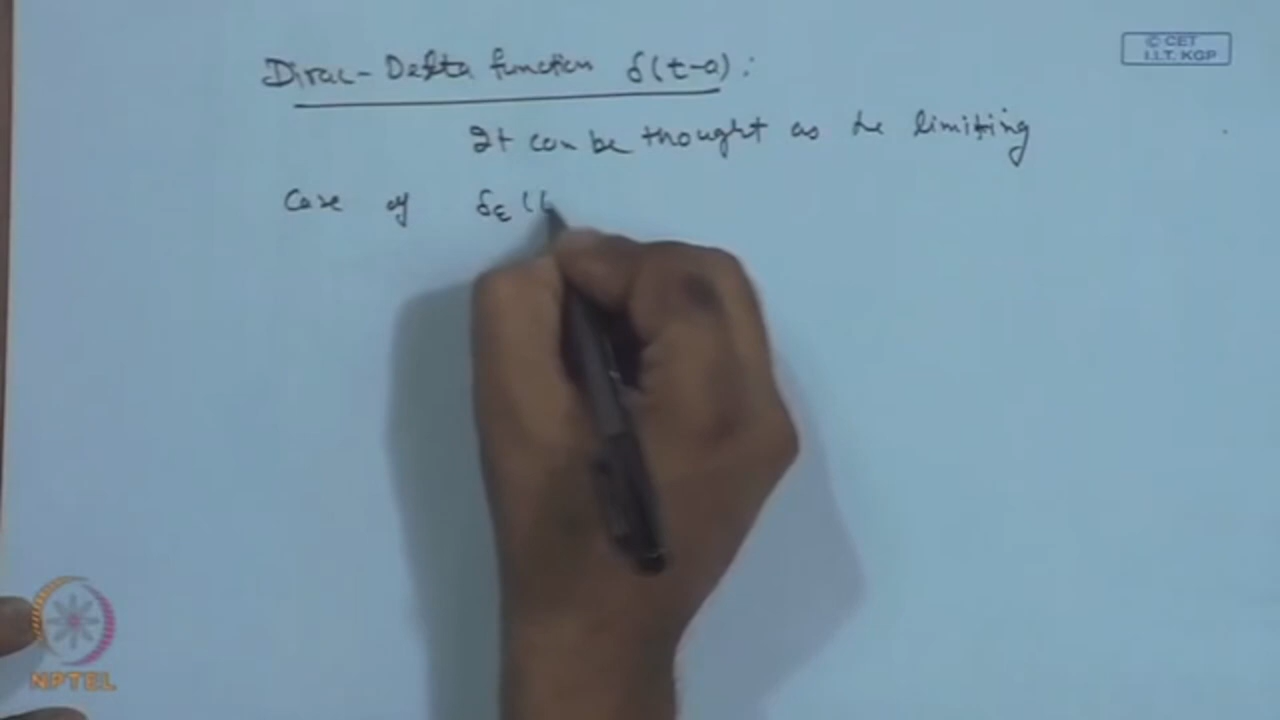 Dirac-Delta function δ(t-a):
© CET
I.I.T. KGP
It can be thought as the limiting
Case of δε(t
NPTEL